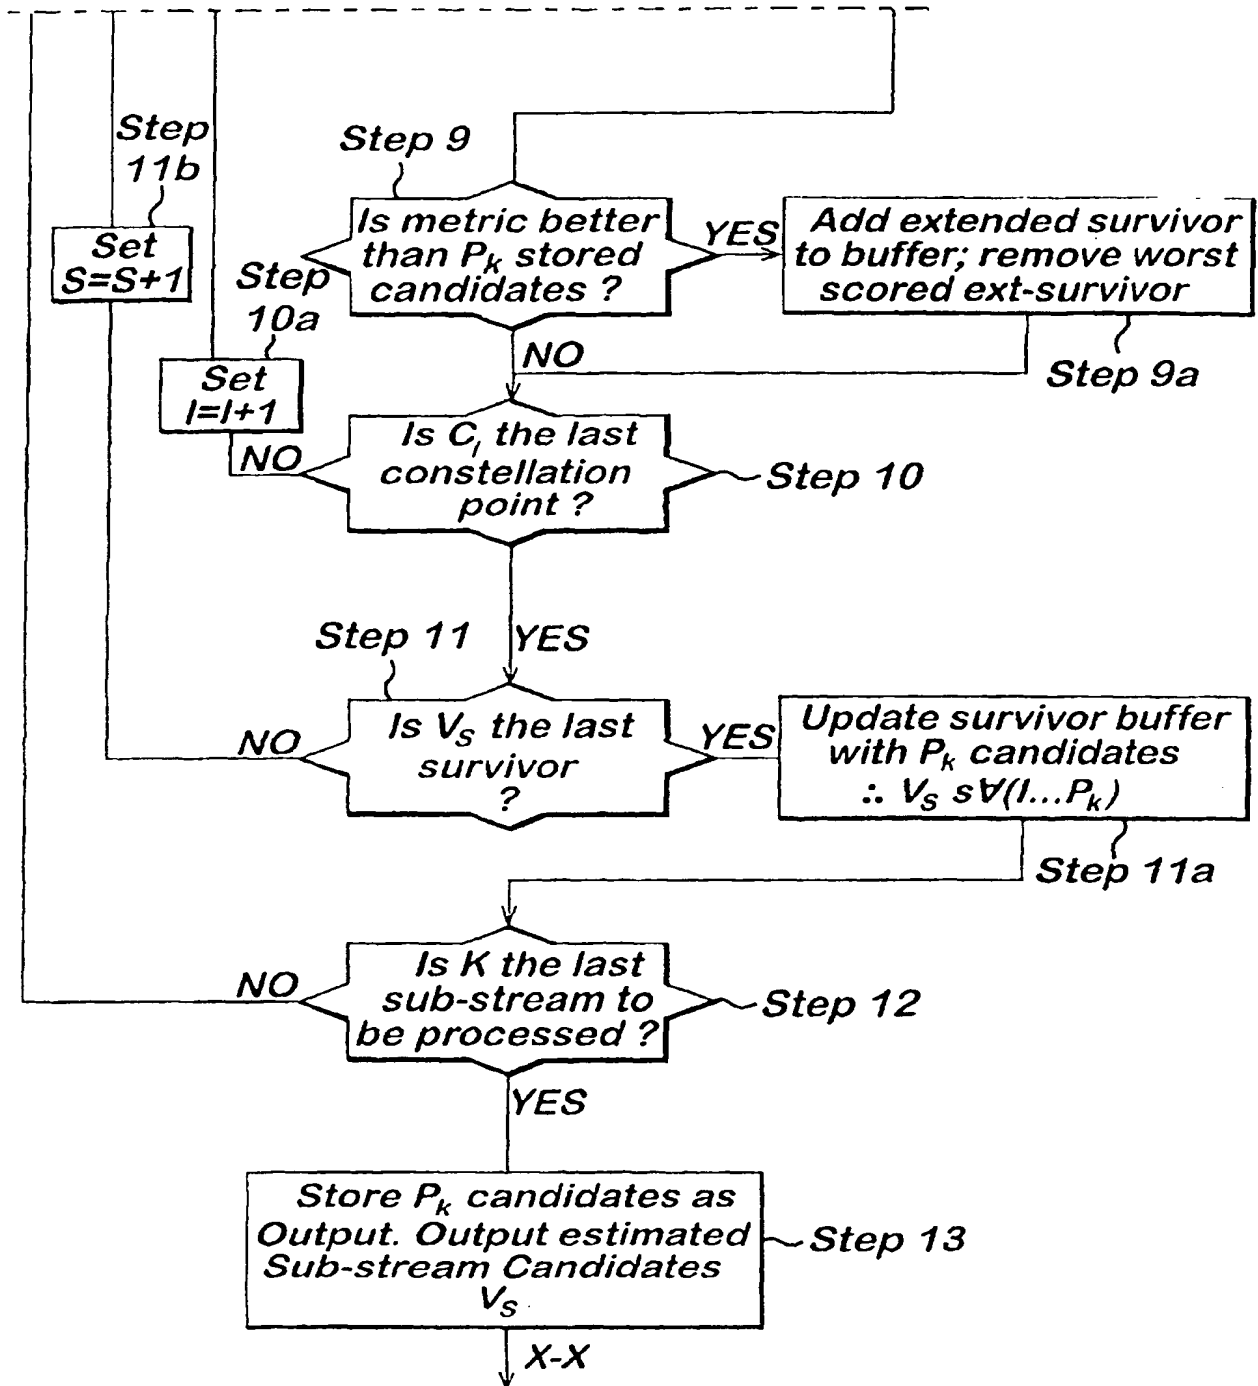 Step
11b
Set
S=S+1
Step
10a
Set
I=I+1
Step 9
Is metric better
than Pk stored
candidates ?
YES
Add extended survivor
to buffer; remove worst
scored ext-survivor
Step 9a
NO
Is CI the last
constellation
point ?
Step 10
NO
YES
Step 11
Is VS the last
survivor
?
NO
YES
Update survivor buffer
with Pk candidates
∴ VS s∀(I...Pk)
Step 11a
Is K the last
sub-stream to
be processed ?
NO
Step 12
YES
Store Pk candidates as
Output. Output estimated
Sub-stream Candidates
VS
Step 13
X-X